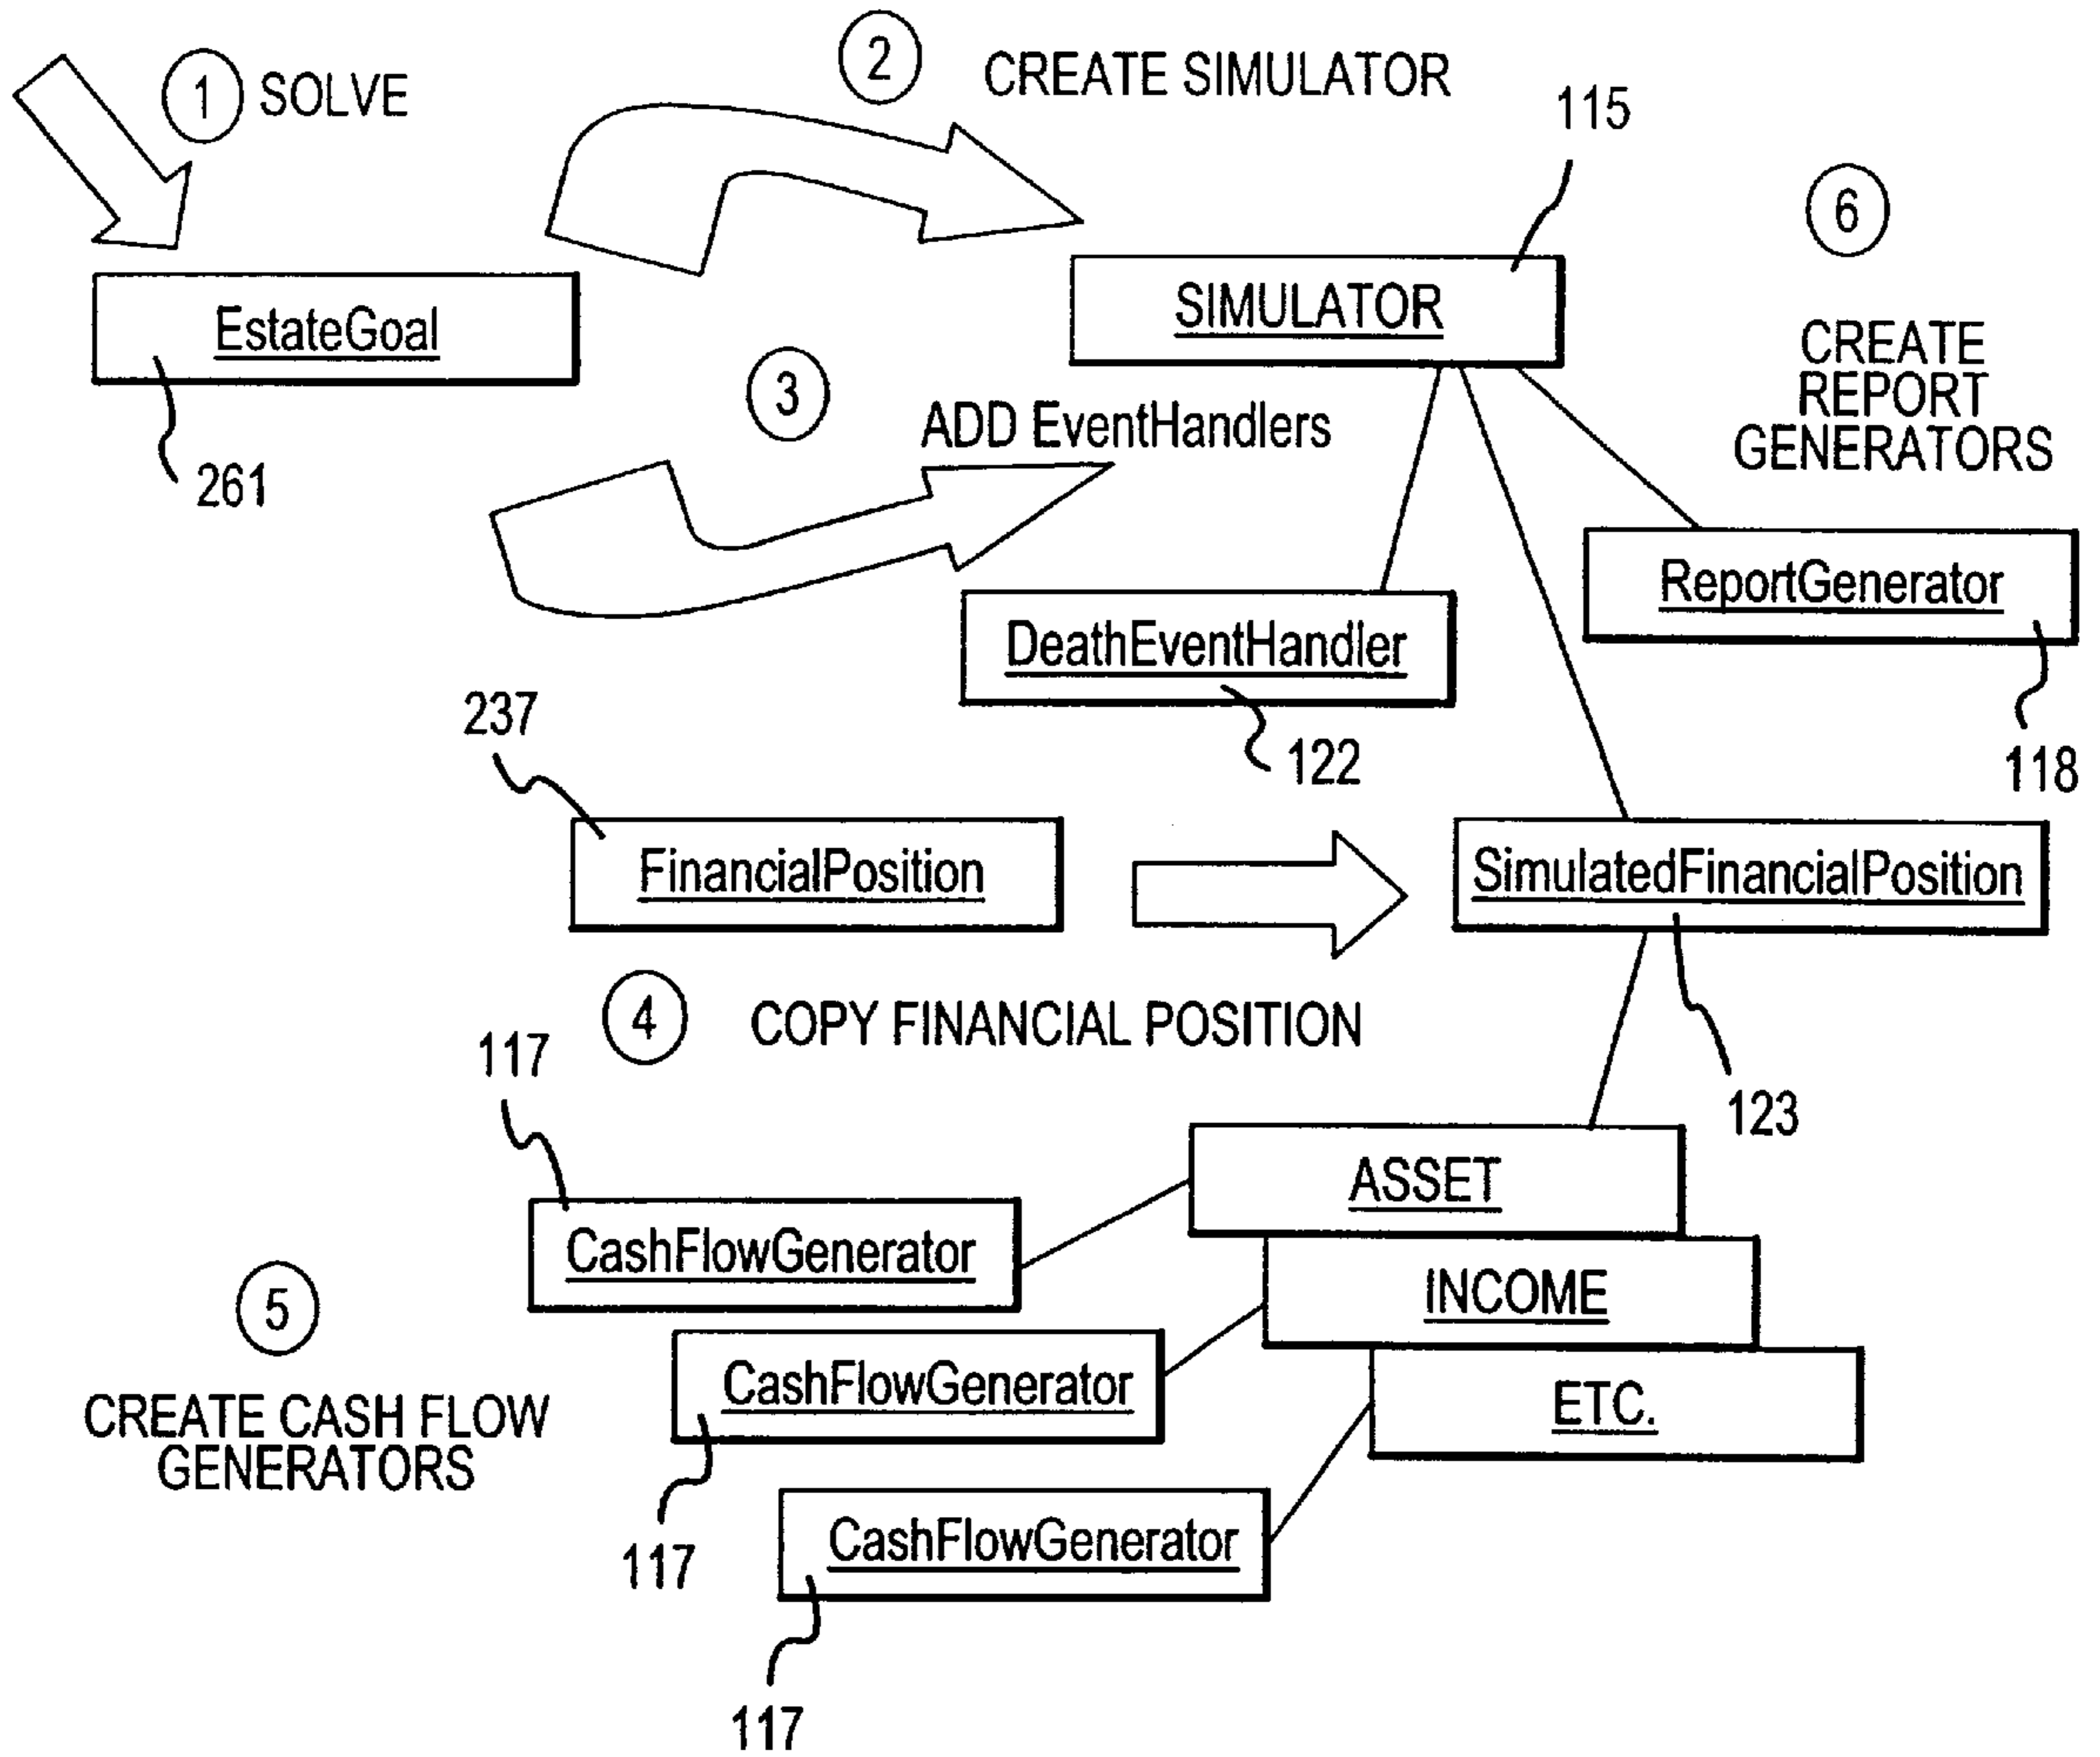 1 SOLVE
2 CREATE SIMULATOR
115
6
EstateGoal
SIMULATOR
CREATE
REPORT
GENERATORS
3
ADD EventHandlers
261
ReportGenerator
DeathEventHandler
237
122
118
FinancialPosition
SimulatedFinancialPosition
4 COPY FINANCIAL POSITION
117
123
ASSET
CashFlowGenerator
INCOME
5
CashFlowGenerator
ETC.
CREATE CASH FLOW
GENERATORS
CashFlowGenerator
117
117